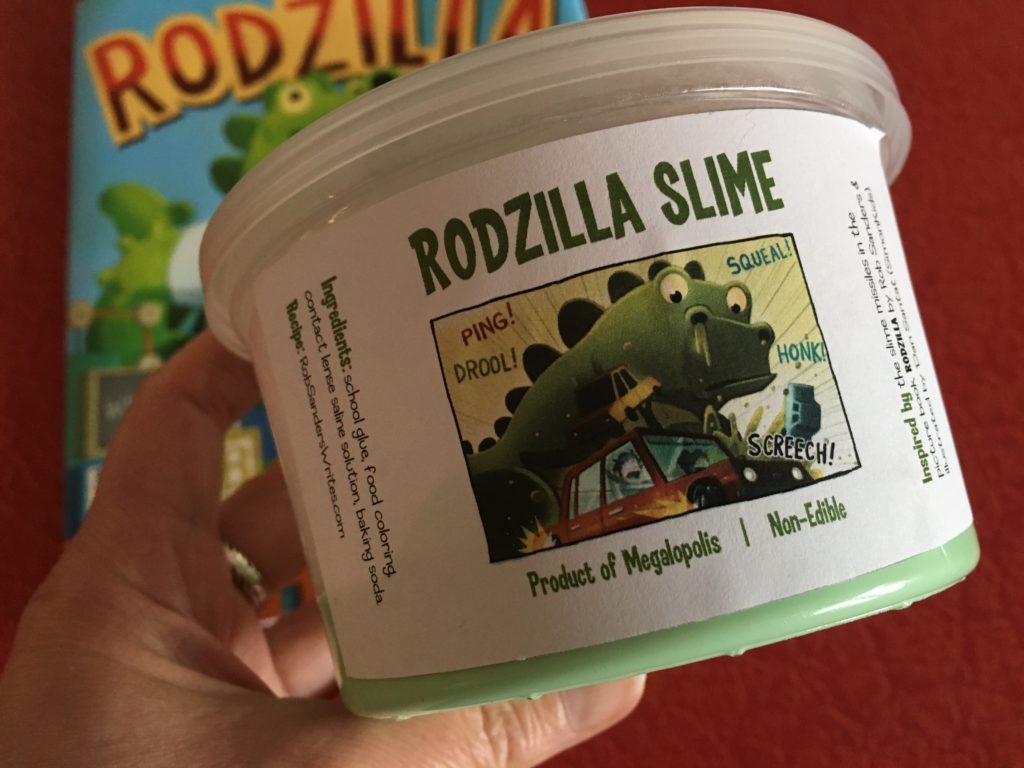 RODZILLA
RODZILLA SLIME
PING!
DROOL!
SQUEAL!
HONK!
SCREECH!
Product of Megalopolis | Non-Edible
Ingredients: school glue, food coloring,
contact lense saline solution, baking soda
Recipe: RobSandersWrites.com
Inspired by the slime missiles in the
picture book RODZILLA by Rob Sanders &
illustrated by Dan Santat (SimonKids)